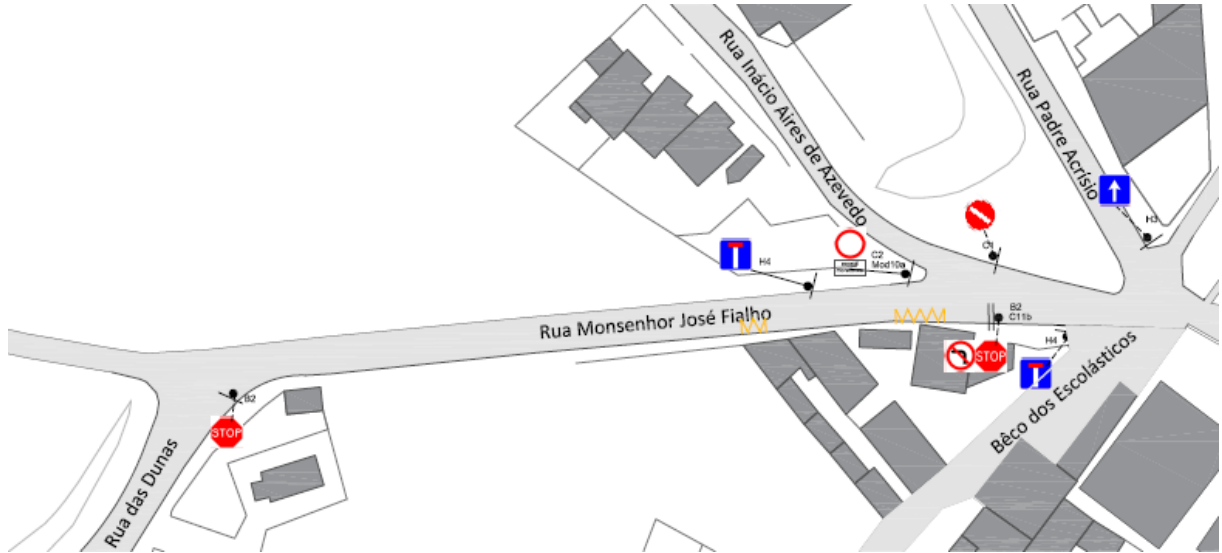 Rua Inácio Aires de Azevedo
Rua Padre Acrísio
H3
H4
C2
Mod10a
C1
Rua Monsenhor José Fialho
B2
C11b
STOP
H4
Bêco dos Escolásticos
B2
STOP
Rua das Dunas